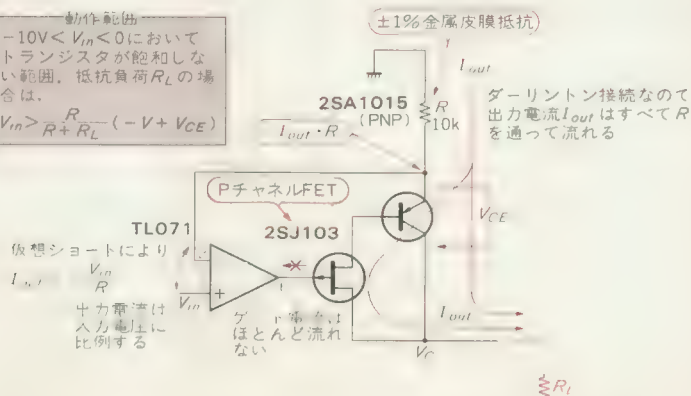 動作範囲
-10V< Vin<0において
トランジスタが飽和しな
い範囲. 抵抗負荷RLの場
合は.
Vin> R/(R+RL) (-V+VCE)
±1%金属皮膜抵抗
Iout
2SA1015
(PNP)
R
10k
ダーリントン接続なので
出力電流Ioutはすべて R
を通って流れる
Iout・R
PチャネルFET
VCE
TL071
2SJ103
仮想ショートにより
Vin
R
出力電流は
入力電圧に
比例する
Vin
+
ほとんど流れ
ない
Iout
VC
RL